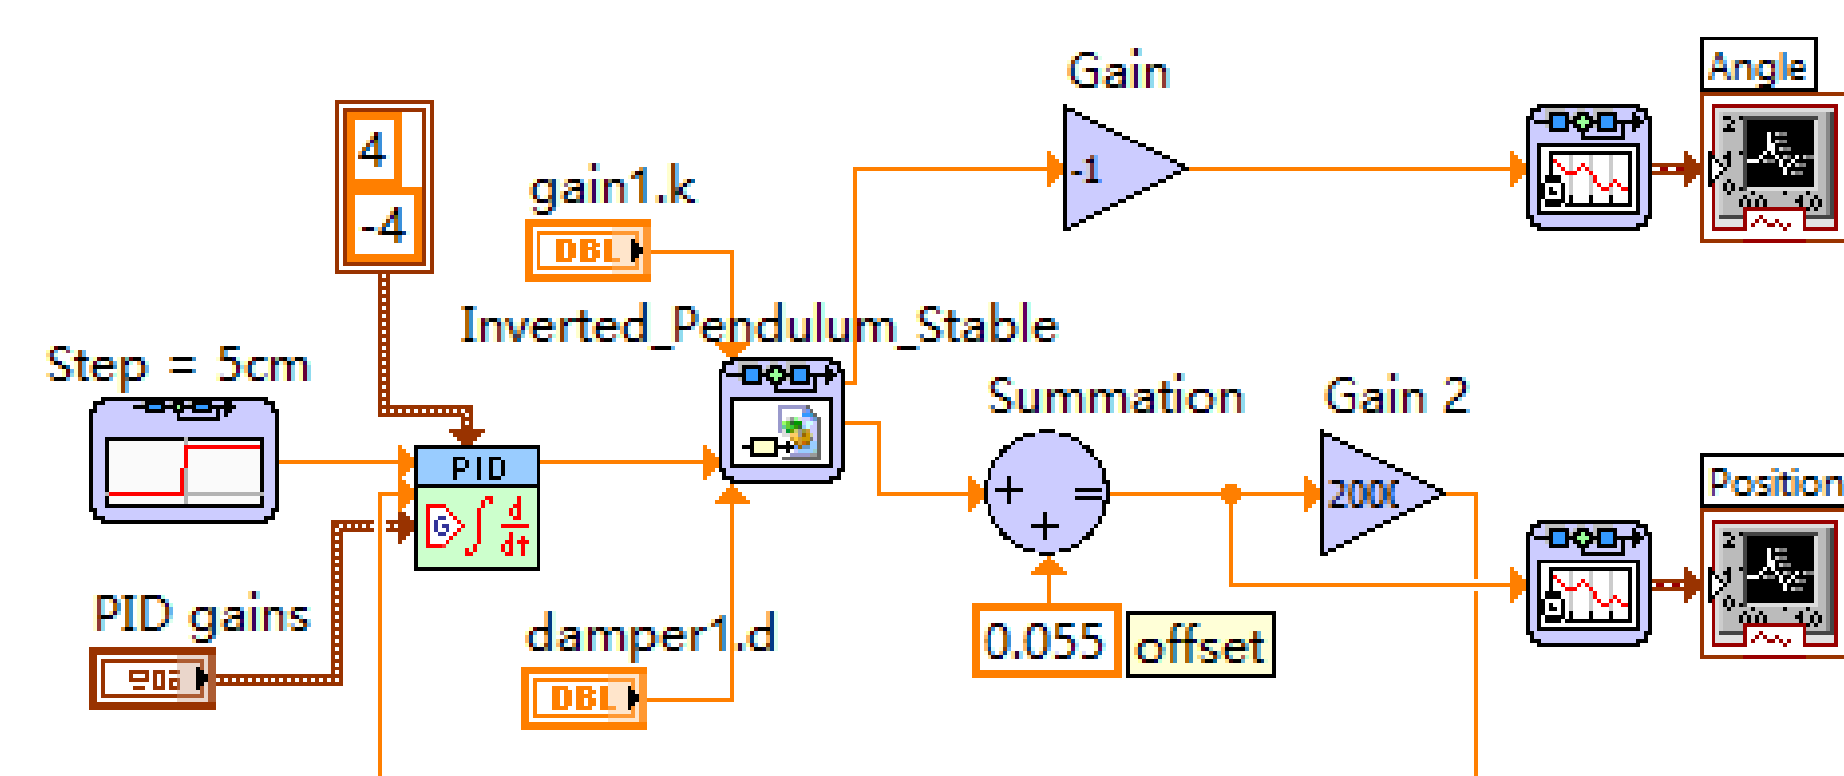 Gain
Angle
-1
4
-4
gain1.k
DBL
Inverted_Pendulum_Stable
Step = 5cm
PID
G
d
dt
Summation
Gain 2
+ =
+
Position
PID gains
damper1.d
DBL
0.055
offset